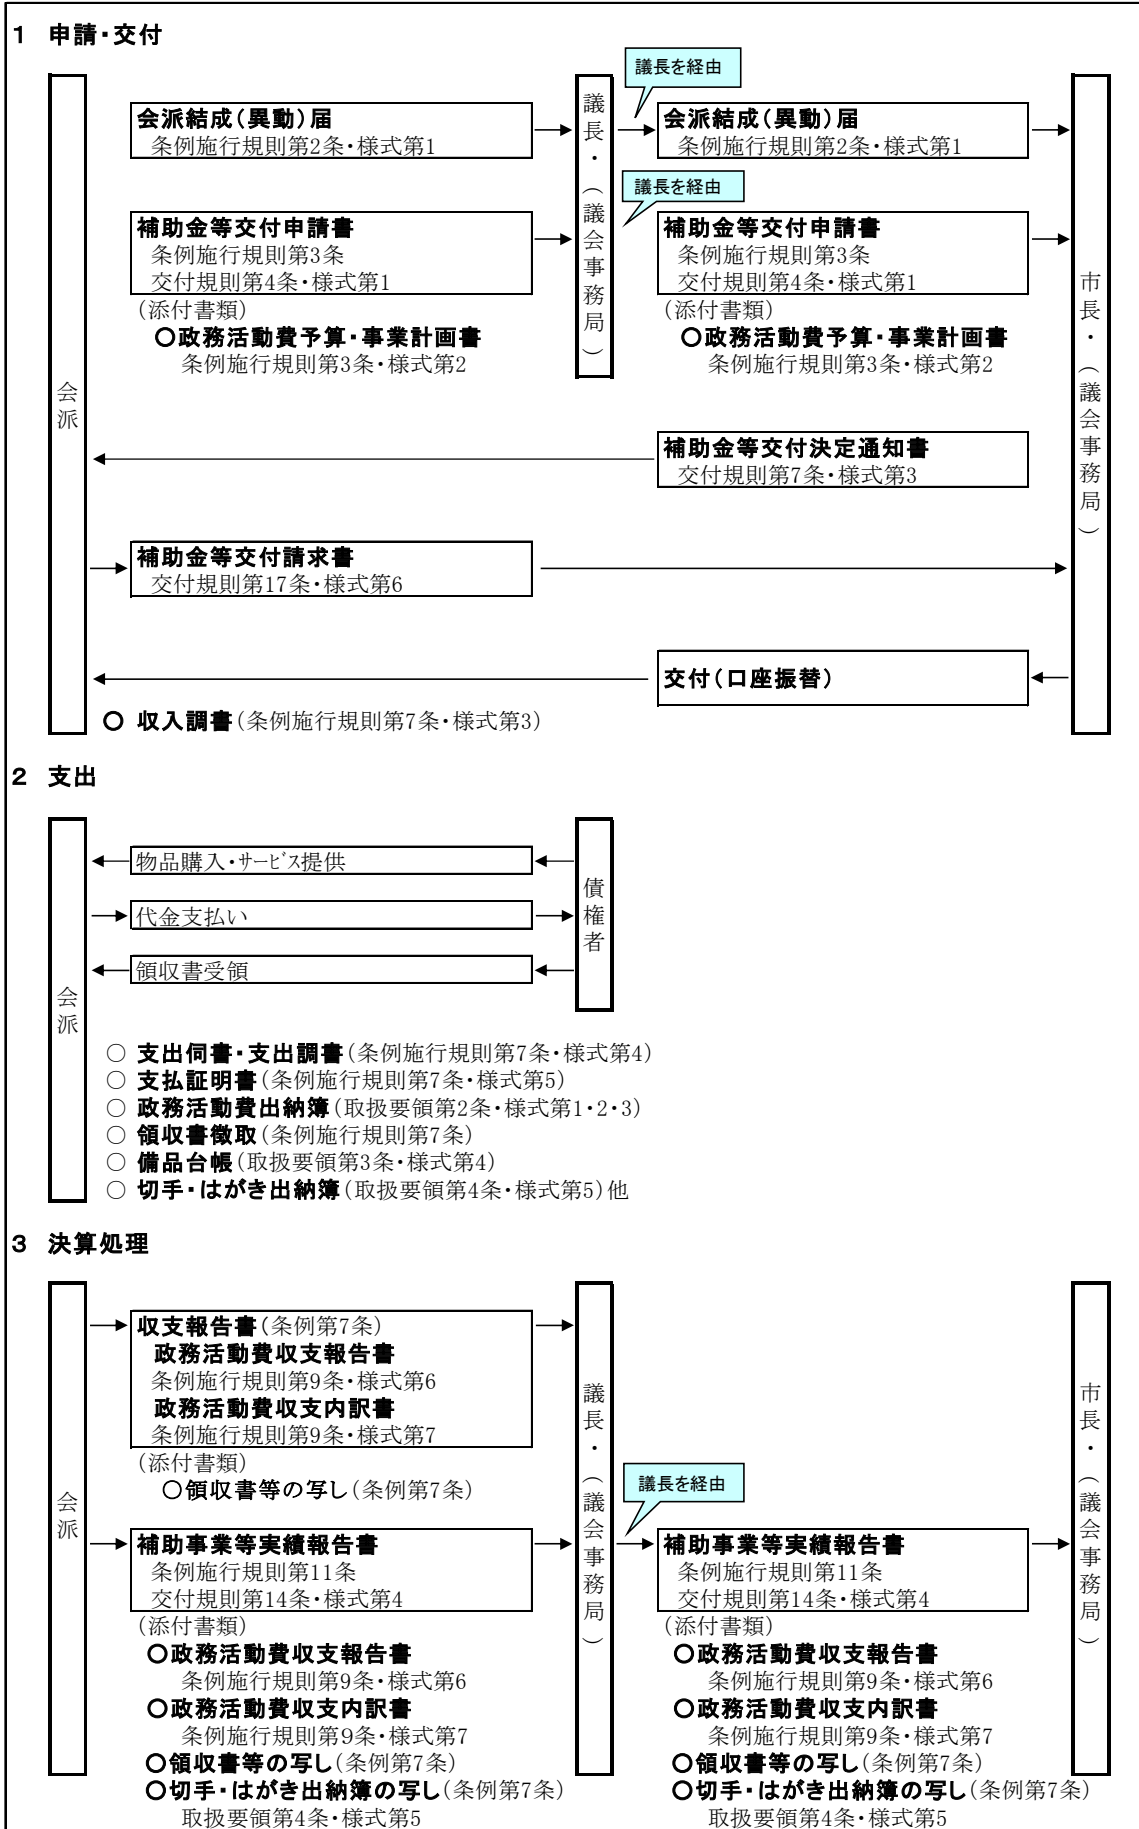 1 申請・交付
会派
議長を経由
会派結成(異動)届
条例施行規則第2条・様式第1
議長・(議会事務局)
会派結成(異動)届
条例施行規則第2条・様式第1
市長・(議会事務局)
議長を経由
補助金等交付申請書
条例施行規則第3条
交付規則第4条・様式第1
(添付書類)
○政務活動費予算・事業計画書
条例施行規則第3条・様式第2
補助金等交付申請書
条例施行規則第3条
交付規則第4条・様式第1
(添付書類)
○政務活動費予算・事業計画書
条例施行規則第3条・様式第2
補助金等交付決定通知書
交付規則第7条・様式第3
補助金等交付請求書
交付規則第17条・様式第6
交付(口座振替)
○ 収入調書(条例施行規則第7条・様式第3)
2 支出
会派
物品購入・サービス提供
代金支払い
領収書受領
債権者
○ 支出伺書・支出調書(条例施行規則第7条・様式第4)
○ 支払証明書(条例施行規則第7条・様式第5)
○ 政務活動費出納簿(取扱要領第2条・様式第1・2・3)
○ 領収書徴取(条例施行規則第7条)
○ 備品台帳(取扱要領第3条・様式第4)
○ 切手・はがき出納簿(取扱要領第4条・様式第5)他
3 決算処理
会派
収支報告書(条例第7条)
政務活動費収支報告書
条例施行規則第9条・様式第6
政務活動費収支内訳書
条例施行規則第9条・様式第7
(添付書類)
○領収書等の写し(条例第7条)
議長・(議会事務局)
市長・(議会事務局)
議長を経由
補助事業等実績報告書
条例施行規則第11条
交付規則第14条・様式第4
(添付書類)
○政務活動費収支報告書
条例施行規則第9条・様式第6
○政務活動費収支内訳書
条例施行規則第9条・様式第7
○領収書等の写し(条例第7条)
○切手・はがき出納簿の写し(条例第7条)
取扱要領第4条・様式第5
補助事業等実績報告書
条例施行規則第11条
交付規則第14条・様式第4
(添付書類)
○政務活動費収支報告書
条例施行規則第9条・様式第6
○政務活動費収支内訳書
条例施行規則第9条・様式第7
○領収書等の写し(条例第7条)
○切手・はがき出納簿の写し(条例第7条)
取扱要領第4条・様式第5